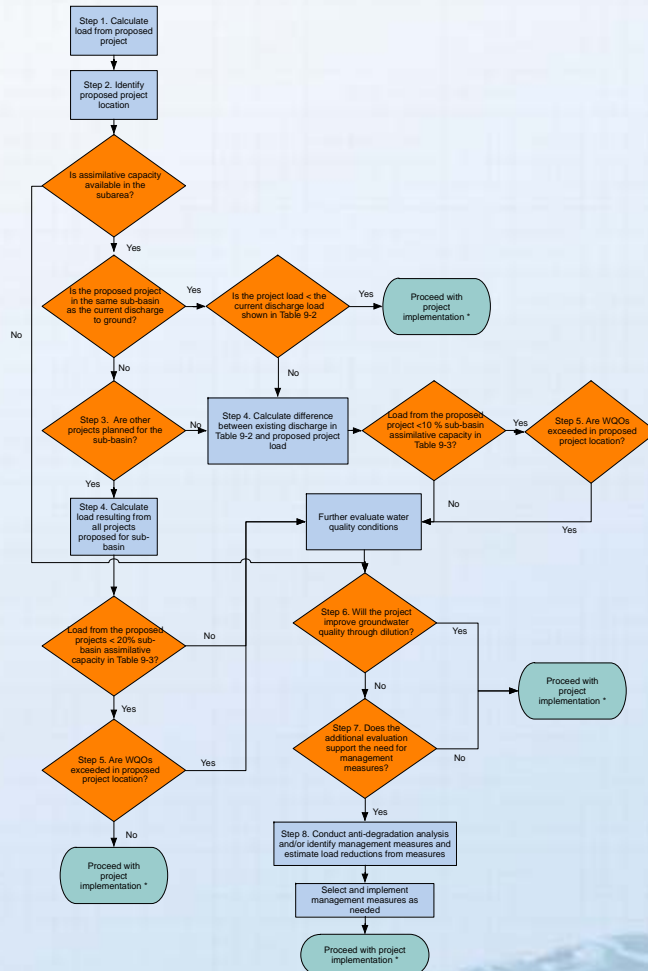 Step 1. Calculate
load from proposed
project
Step 2. Identify
proposed project
location
Is assimilative capacity
available in the
subarea?
Yes
No
Is the proposed project
in the same sub-basin
as the current discharge
to ground?
Yes
Is the project load < the
current discharge load
shown in Table 9-2
Yes
Proceed with
project
implementation *
No
No
Step 3. Are other
projects planned for the
sub-basin?
No
Step 4. Calculate difference
between existing discharge in
Table 9-2 and proposed project
load
Load from the proposed
project <10 % sub-basin
assimilative capacity in
Table 9-3?
Yes
Step 5. Are WQOs
exceeded in proposed
project location?
Yes
No
Yes
Step 4. Calculate
load resulting from
all projects
proposed for sub-
basin
Further evaluate water
quality conditions
Load from the proposed
projects < 20% sub-
basin assimilative
capacity in Table 9-3?
No
Step 6. Will the project
improve groundwater
quality through dilution?
Yes
Proceed with
project
implementation *
Yes
No
Step 5. Are WQOs
exceeded in proposed
project location?
Yes
Step 7. Does the
additional evaluation
support the need for
management
measures?
No
No
Yes
Proceed with
project
implementation *
Step 8. Conduct anti-degradation analysis
and/or identify management measures and
estimate load reductions from measures
Select and implement
management measures as
needed
Proceed with project
implementation *